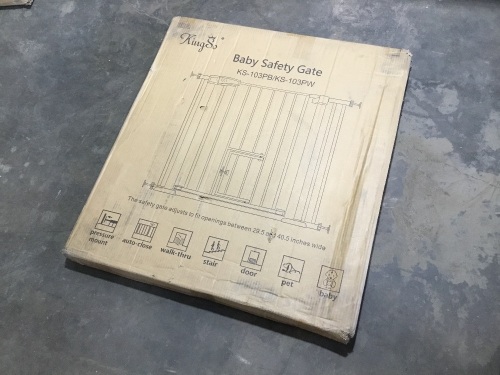 KingSo
Baby Safety Gate
KS-103PB/KS-103PW
The safety gate adjusts to fit openings between 29.5 and 40.5 inches wide
pressure
mount
auto-close
walk-thru
stair
door
pet
baby